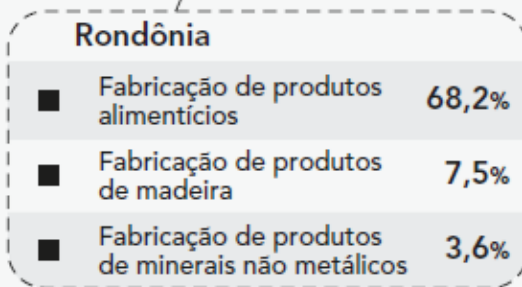 Rondônia
Fabricação de produtos
alimentícios
68,2%
Fabricação de produtos
de madeira
7,5%
Fabricação de produtos
de minerais não metálicos
3,6%